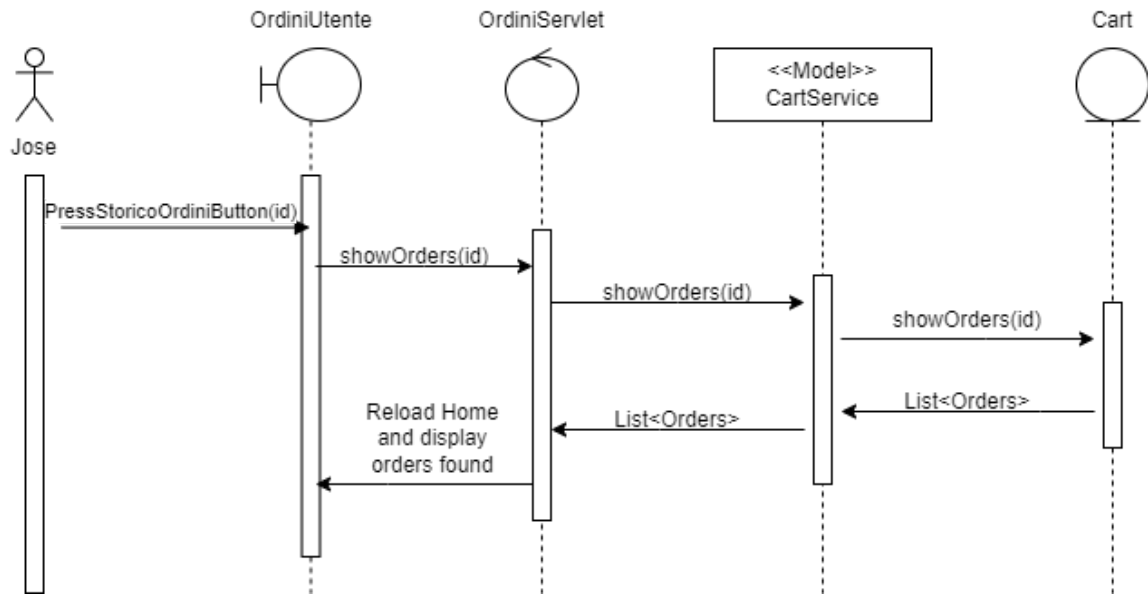 OrdiniUtente
OrdiniServlet
Cart
<<Model>>
CartService
Jose
PressStoricoOrdiniButton(id)
showOrders(id)
showOrders(id)
showOrders(id)
List<Orders>
List<Orders>
Reload Home
and display
orders found